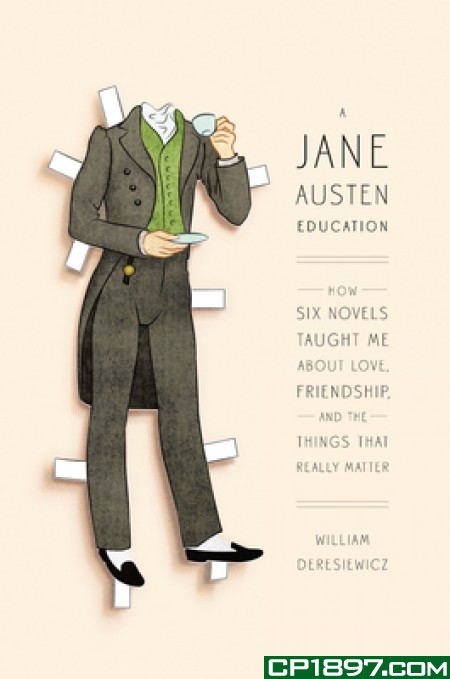 A
JANE
AUSTEN
EDUCATION
HOW
SIX NOVELS
TAUGHT ME
ABOUT LOVE,
FRIENDSHIP,
AND THE
THINGS THAT
REALLY MATTER
WILLIAM
DERESIEWICZ
CP1897.COM